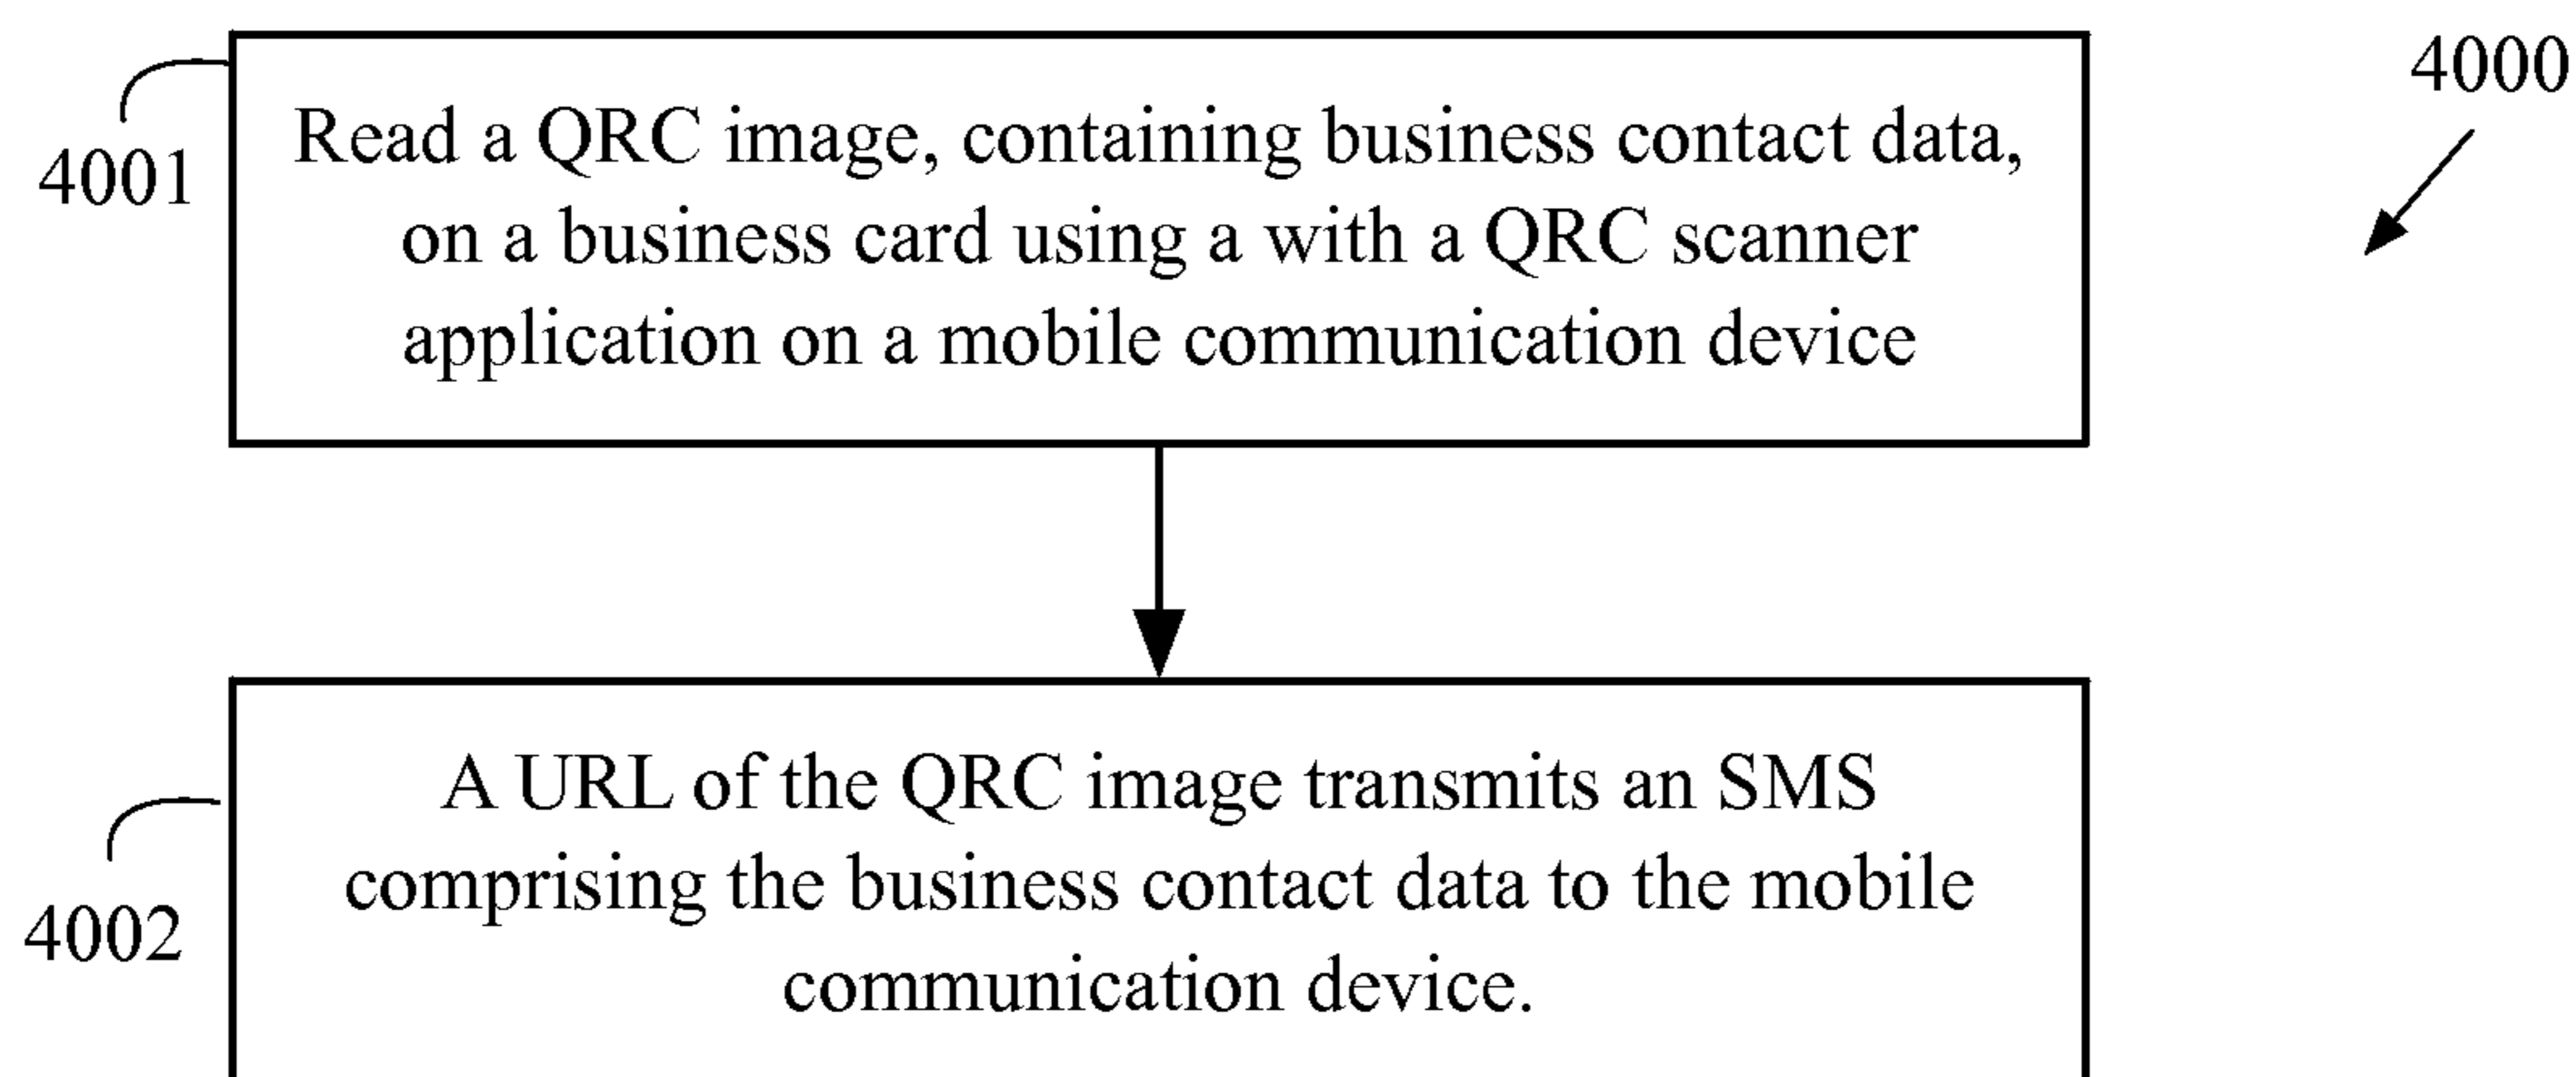 4000
4001
Read a QRC image, containing business contact data,
on a business card using a with a QRC scanner
application on a mobile communication device
4002
A URL of the QRC image transmits an SMS
comprising the business contact data to the mobile
communication device.